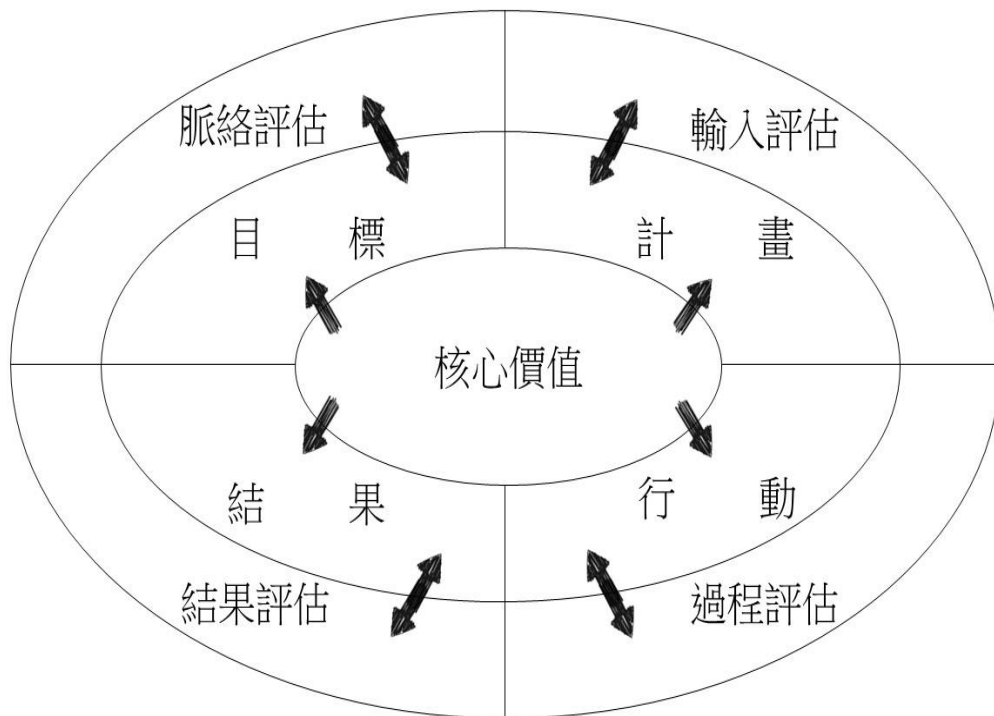 脈絡評估
輸入評估
目標
計畫
核心價值
結果
行動
結果評估
過程評估